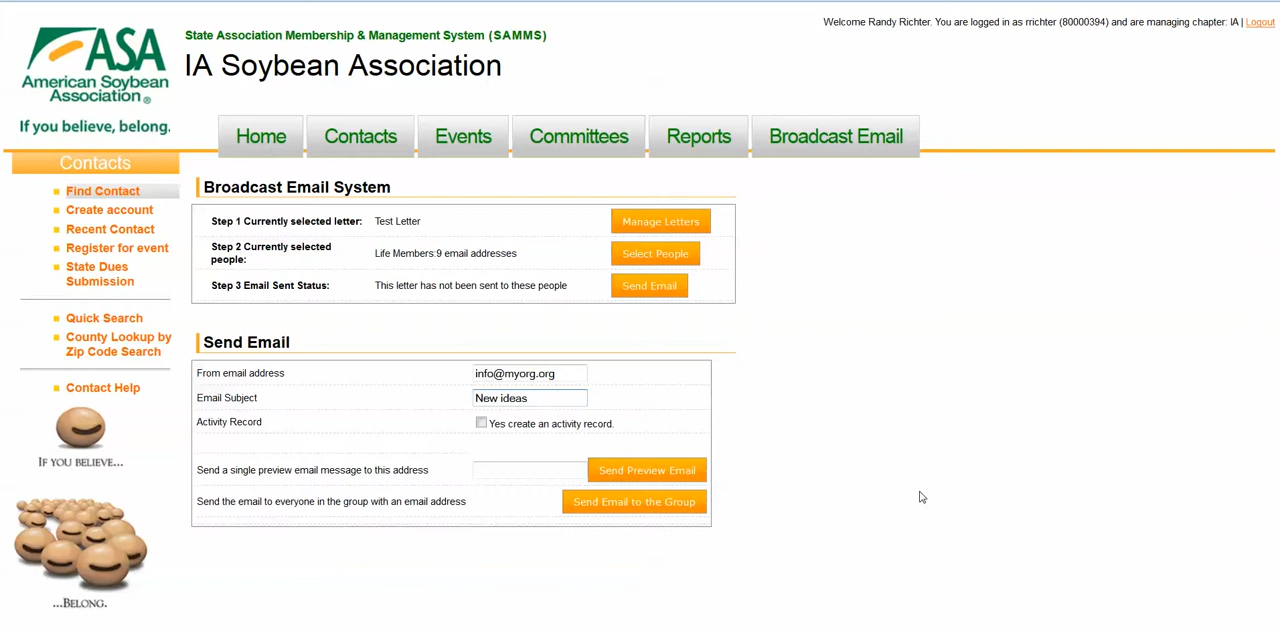 Welcome Randy Richter. You are logged in as rrichter (80000394) and are managing chapter: IA | Logout
ASA
American Soybean
Association®
If you believe, belong.
State Association Membership & Management System (SAMMS)
IA Soybean Association
Home
Contacts
Events
Committees
Reports
Broadcast Email
Contacts
Find Contact
Create account
Recent Contact
Register for event
State Dues
Submission
Quick Search
County Lookup by
Zip Code Search
Contact Help
IF YOU BELIEVE...
...BELONG.
Broadcast Email System
Step 1 Currently selected letter: Test Letter Manage Letters
Step 2 Currently selected
people: Life Members:9 email addresses Select People
Step 3 Email Sent Status: This letter has not been sent to these people Send Email
Send Email
From email address info@myorg.org
Email Subject New ideas
Activity Record Yes create an activity record.
Send a single preview email message to this address Send Preview Email
Send the email to everyone in the group with an email address Send Email to the Group